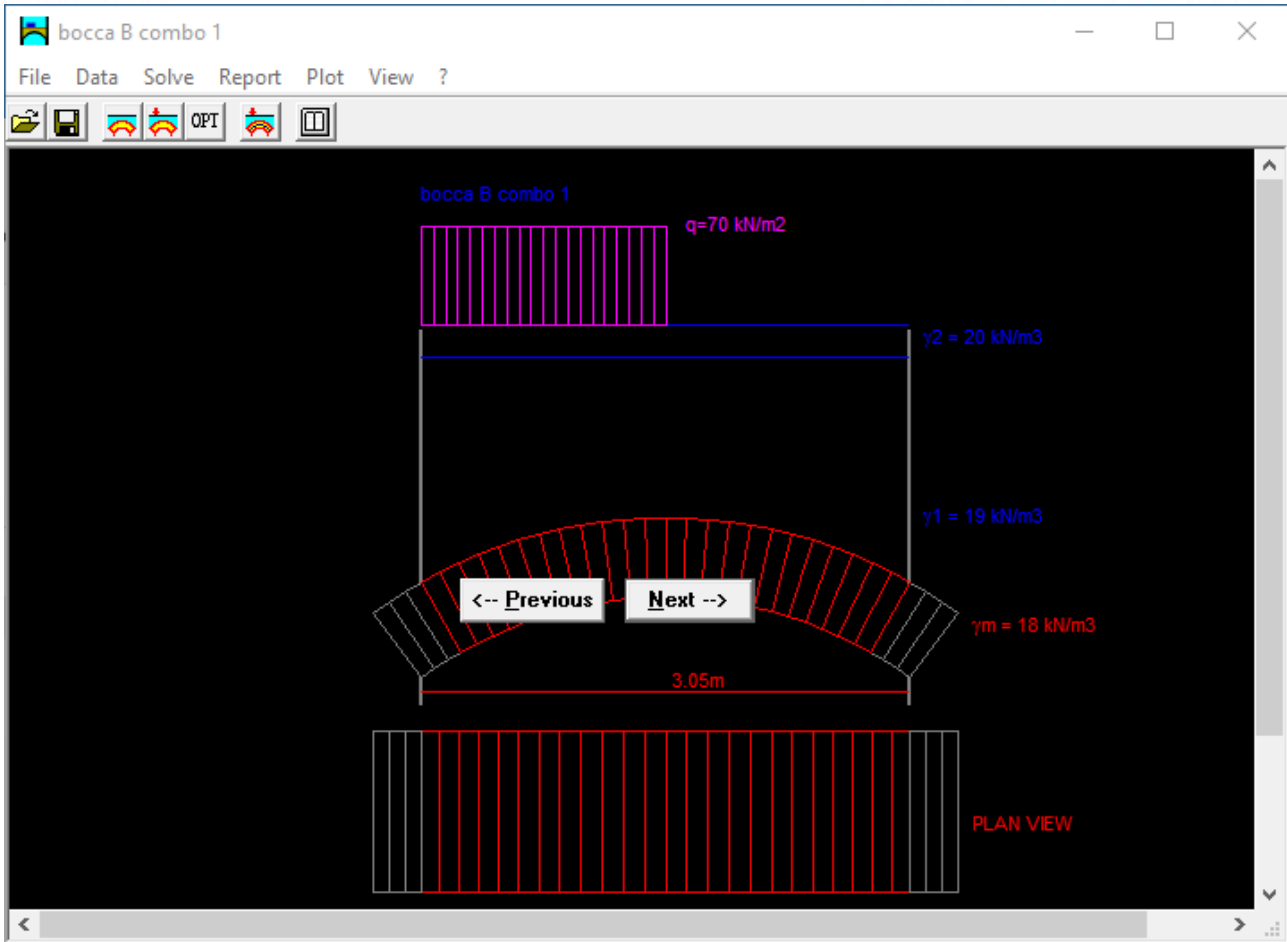 bocca B combo 1
File Data Solve Report Plot View ?
OPT
bocca B combo 1
q=70 kN/m2
γ2 = 20 kN/m3
γ1 = 19 kN/m3
<-- Previous Next -->
γm = 18 kN/m3
3.05m
PLAN VIEW